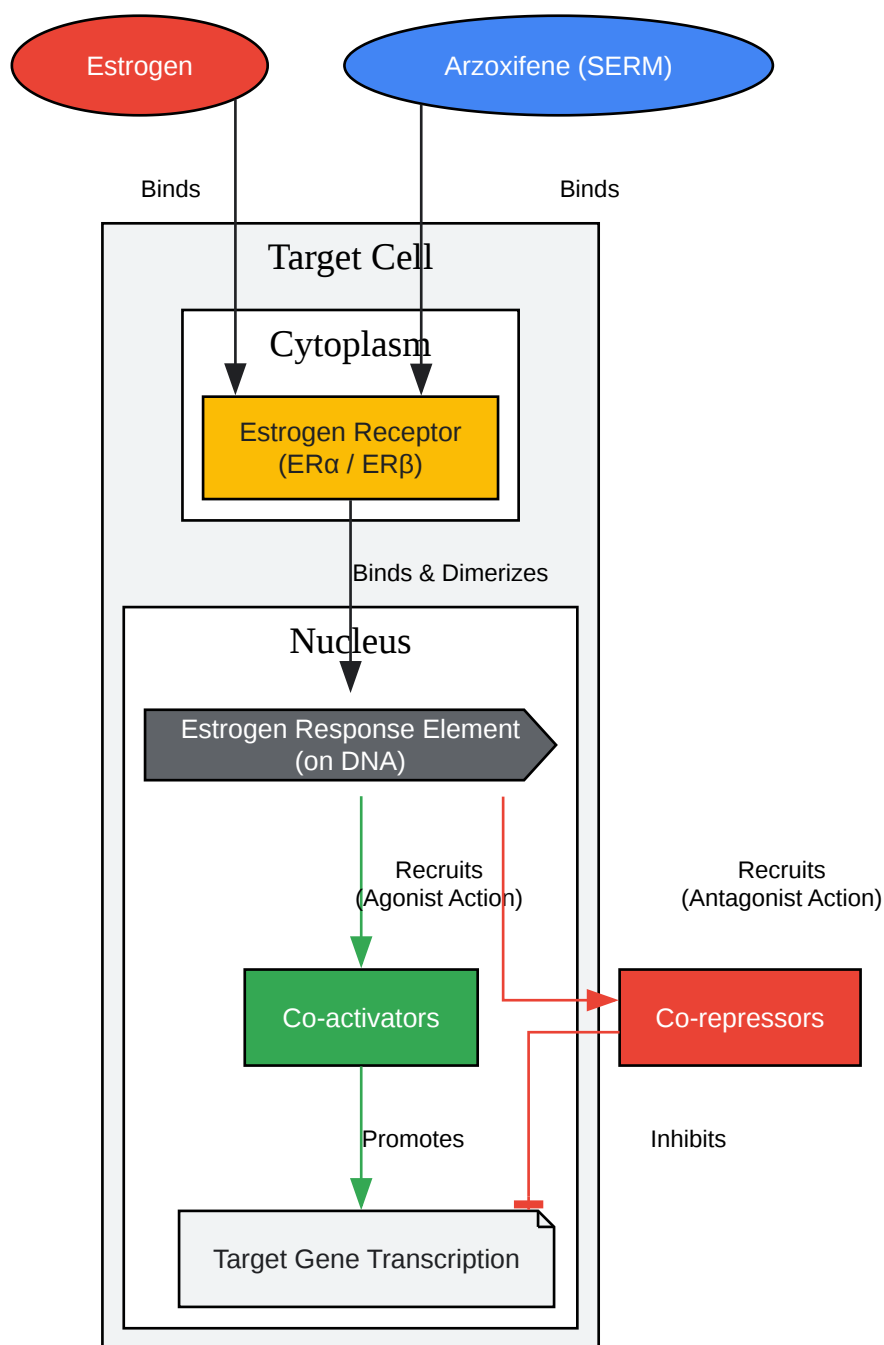 Estrogen
Arzoxifene (SERM)
Binds
Binds
Target Cell
Cytoplasm
Estrogen Receptor
(ERα / ERβ)
Binds & Dimerizes
Nucleus
Estrogen Response Element
(on DNA)
Recruits
(Agonist Action)
Recruits
(Antagonist Action)
Co-activators
Co-repressors
Promotes
Inhibits
Target Gene Transcription